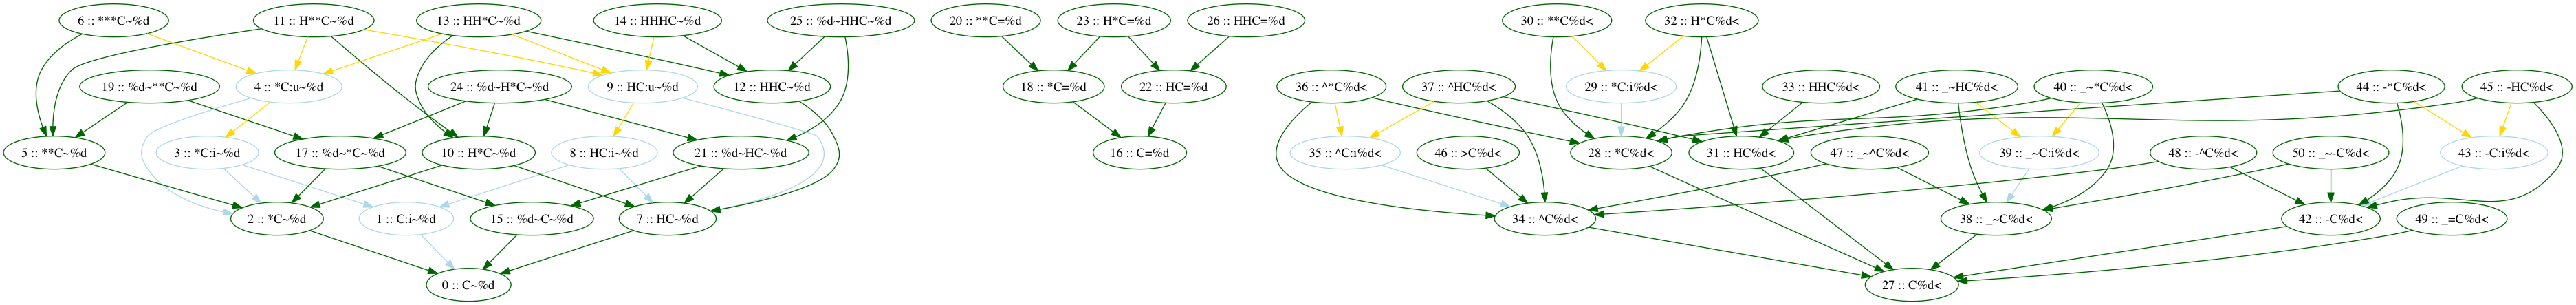 6 :: ***C~%d
11 :: H**C~%d
13 :: HH*C~%d
14 :: HHHC~%d
25 :: %d~HHC~%d
20 :: **C=%d
23 :: H*C=%d
26 :: HHC=%d
30 :: **C%d<
32 :: H*C%d<
19 :: %d~**C~%d
4 :: *C:u~%d
24 :: %d~H*C~%d
9 :: HC:u~%d
12 :: HHC~%d
18 :: *C=%d
22 :: HC=%d
36 :: ^*C%d<
37 :: ^HC%d<
29 :: *C:i%d<
33 :: HHC%d<
41 :: _~HC%d<
40 :: _~*C%d<
44 :: -*C%d<
45 :: -HC%d<
5 :: **C~%d
3 :: *C:i~%d
17 :: %d~*C~%d
10 :: H*C~%d
8 :: HC:i~%d
21 :: %d~HC~%d
16 :: C=%d
35 :: ^C:i%d<
46 :: >C%d<
28 :: *C%d<
31 :: HC%d<
47 :: _~^C%d<
39 :: _~C:i%d<
48 :: -^C%d<
50 :: _~-C%d<
43 :: -C:i%d<
2 :: *C~%d
1 :: C:i~%d
15 :: %d~C~%d
7 :: HC~%d
34 :: ^C%d<
38 :: _~C%d<
42 :: -C%d<
49 :: _=C%d<
0 :: C~%d
27 :: C%d<